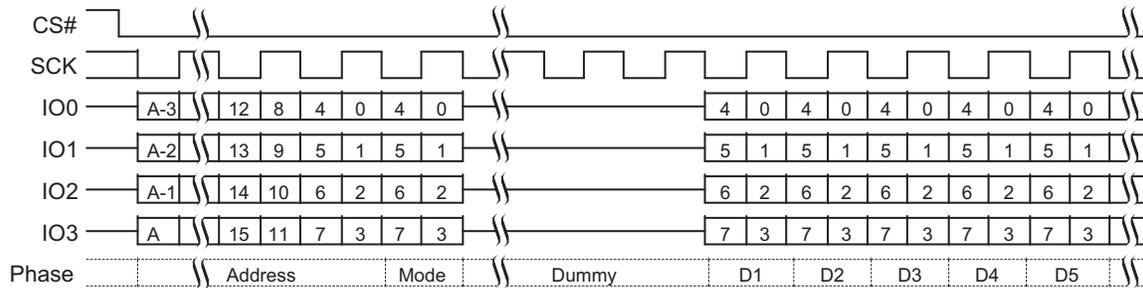 CS#
SCK
IO0 A-3 12 8 4 0 4 0 4 0 4 0 4 0 4 0 4 0
IO1 A-2 13 9 5 1 5 1 5 1 5 1 5 1 5 1 5 1
IO2 A-1 14 10 6 2 6 2 6 2 6 2 6 2 6 2 6 2
IO3 A 15 11 7 3 7 3 7 3 7 3 7 3 7 3 7 3
Phase Address Mode Dummy D1 D2 D3 D4 D5